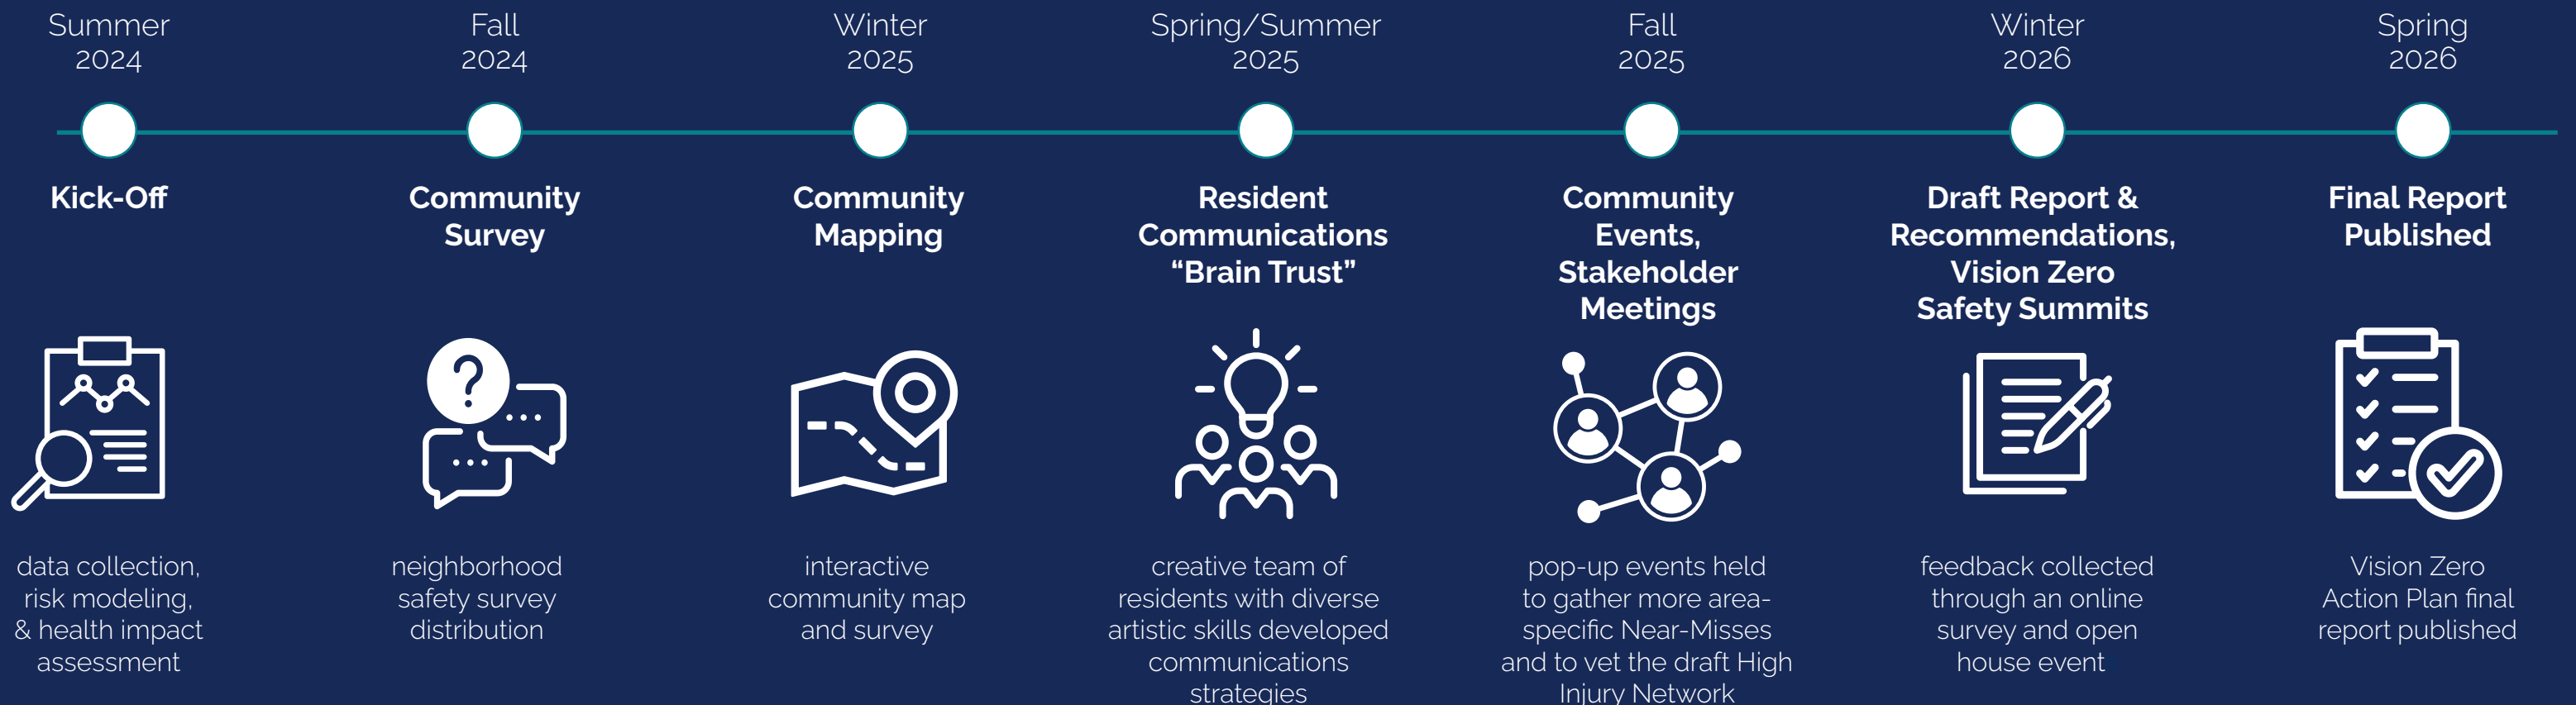 Summer
2024
Kick-Off
data collection,
risk modeling,
& health impact
assessment
Fall
2024
Community
Survey
?
neighborhood
safety survey
distribution
Winter
2025
Community
Mapping
interactive
community map
and survey
Spring/Summer
2025
Resident
Communications
“Brain Trust”
creative team of
residents with diverse
artistic skills developed
communications
strategies
Fall
2025
Community
Events,
Stakeholder
Meetings
pop-up events held
to gather more area-
specific Near-Misses
and to vet the draft High
Injury Network
Winter
2026
Draft Report &
Recommendations,
Vision Zero
Safety Summits
feedback collected
through an online
survey and open
house event
Spring
2026
Final Report
Published
Vision Zero
Action Plan final
report published